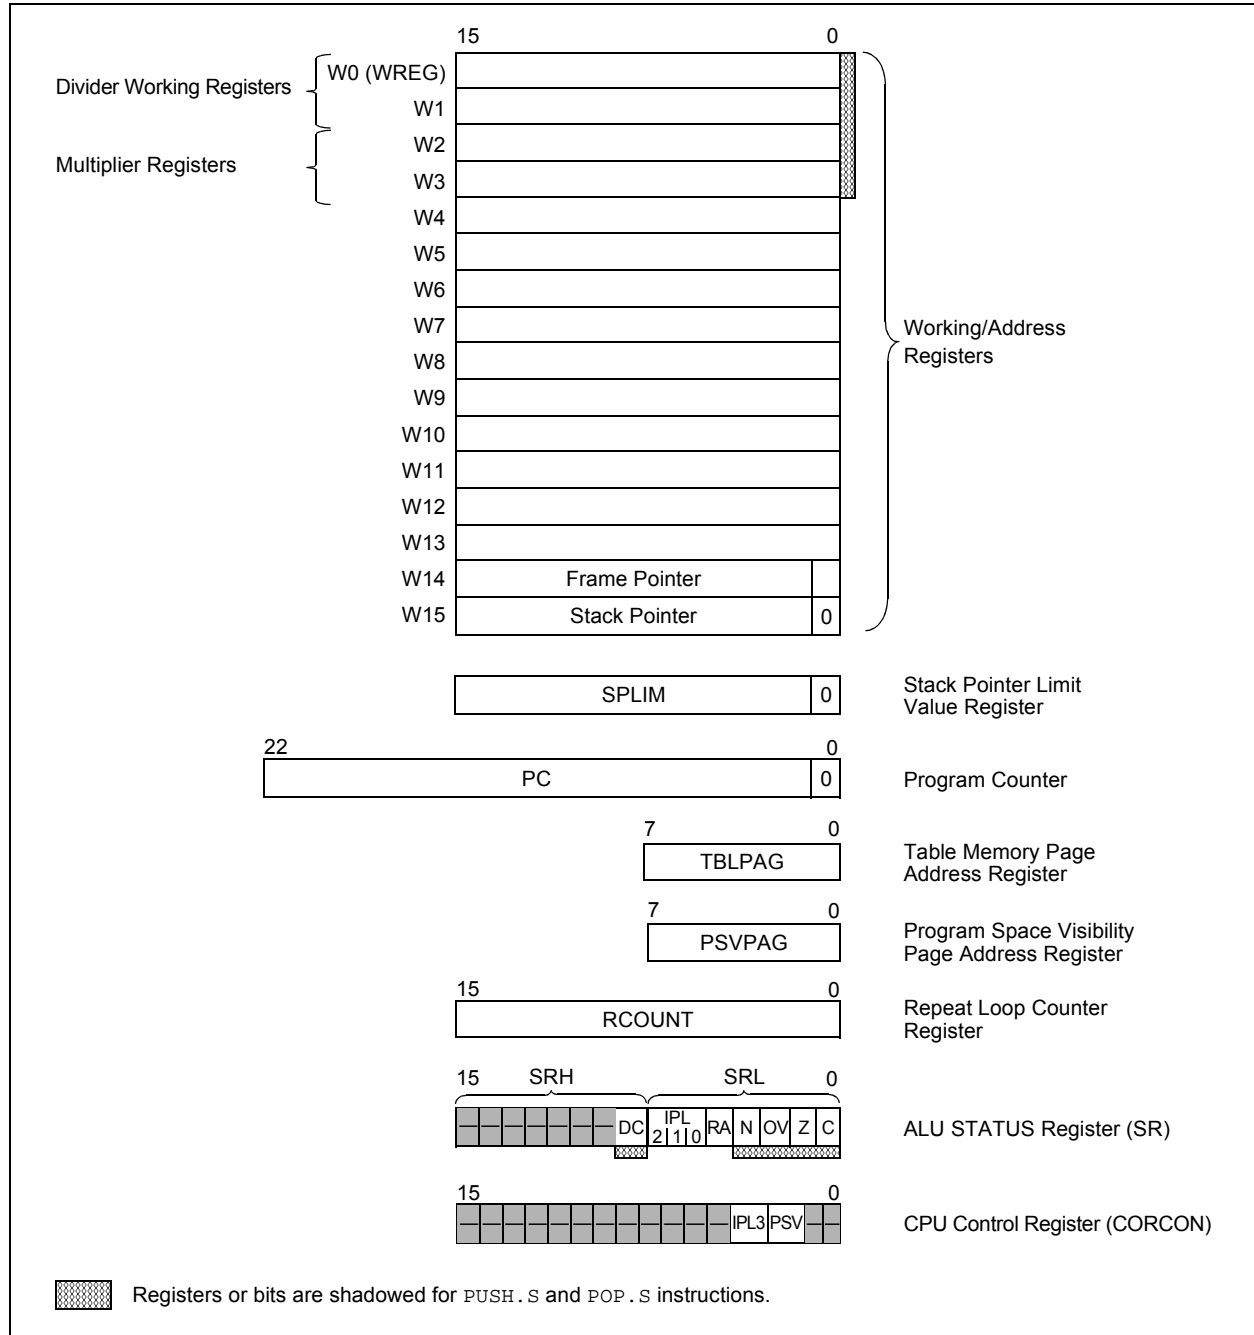 15 0
Divider Working Registers
W0 (WREG)
W1
Multiplier Registers
W2
W3
W4
W5
W6
W7
W8
W9
W10
W11
W12
W13
W14 Frame Pointer
W15 Stack Pointer 0
Working/Address
Registers
SPLIM 0
Stack Pointer Limit
Value Register
22 0
PC 0
Program Counter
7 0
TBLPAG
Table Memory Page
Address Register
7 0
PSVPAG
Program Space Visibility
Page Address Register
15 0
RCOUNT
Repeat Loop Counter
Register
15 SRH SRL 0
— — — — — — — DC IPL 2 1 0 RA N OV Z C
ALU STATUS Register (SR)
15 0
— — — — — — — — — — — — IPL3 PSV — —
CPU Control Register (CORCON)
Registers or bits are shadowed for PUSH.S and POP.S instructions.